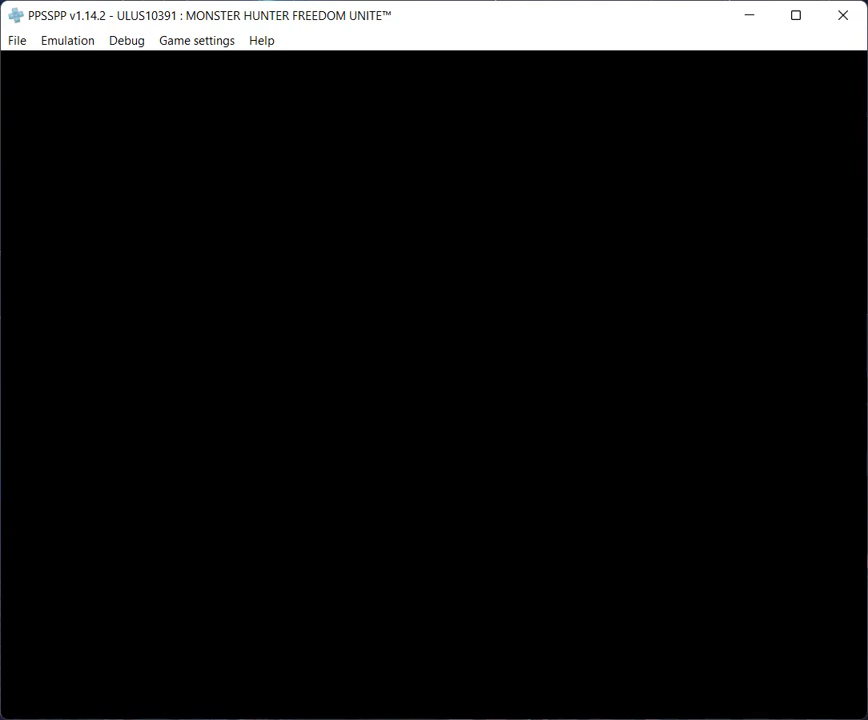 PPSSPP v1.14.2 - ULUS10391 : MONSTER HUNTER FREEDOM UNITE™
File Emulation Debug Game settings Help